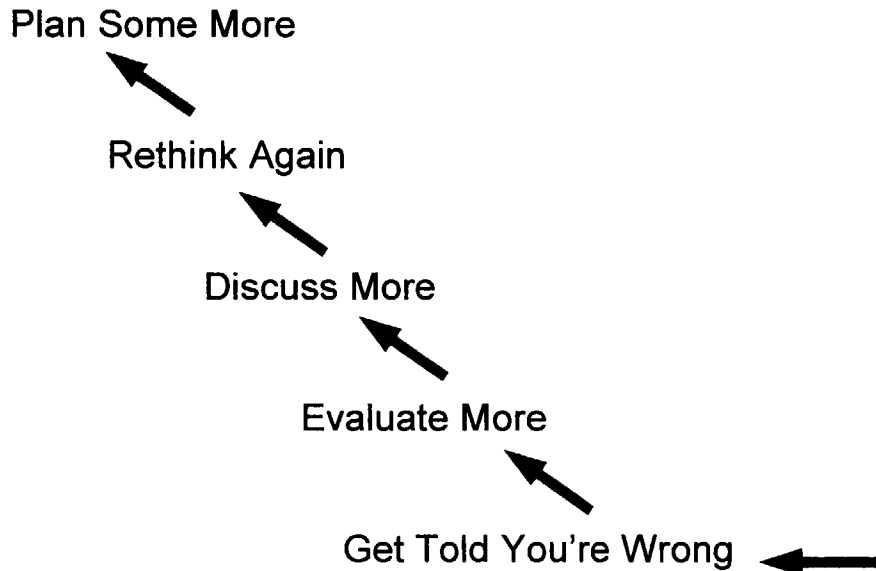 Plan Some More
Rethink Again
Discuss More
Evaluate More
Get Told You're Wrong